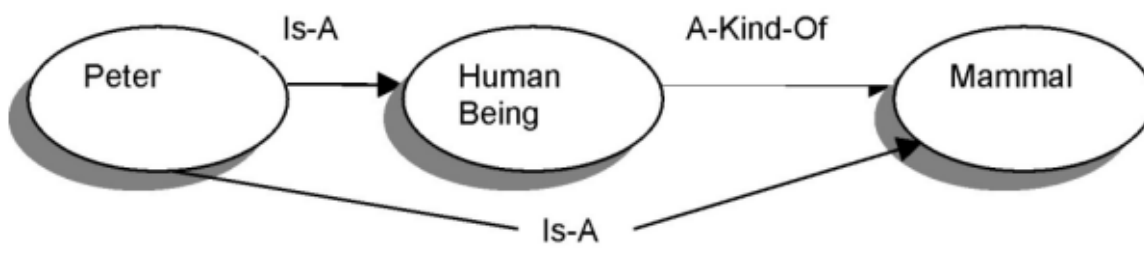 Is-A
A-Kind-Of
Peter
Human
Being
Mammal
Is-A